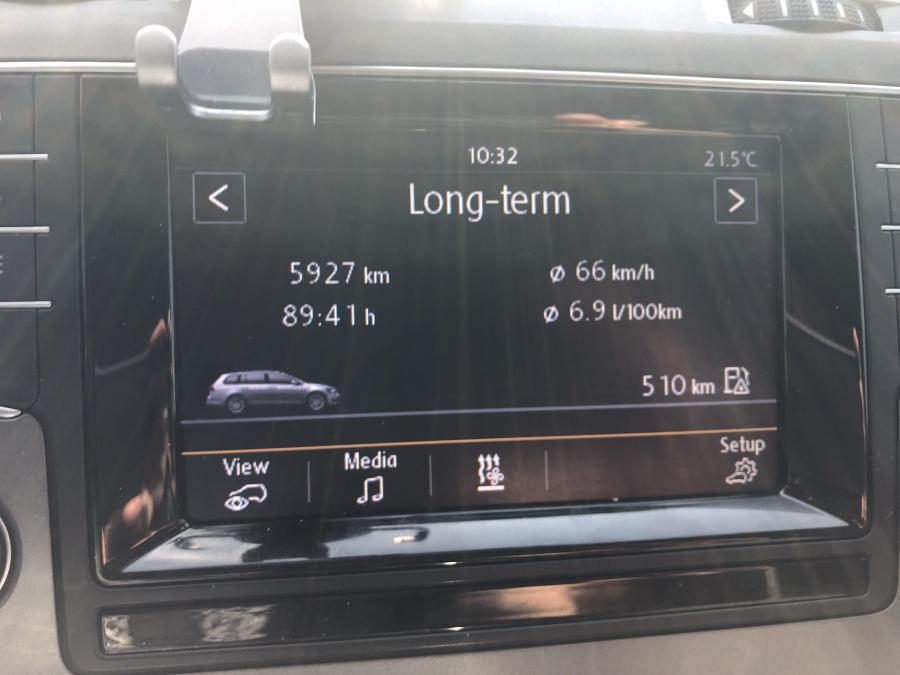 10:32 21.5°C
< Long-term >
5927 km ⌀ 66 km/h
89:41 h ⌀ 6.9 l/100km
510 km
View Media Setup